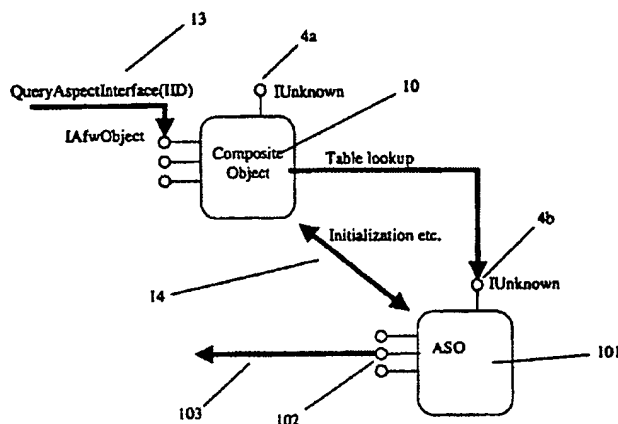 13
4a
QueryAspectInterface(IID)
IUnknown
10
IAfwObject
Composite
Object
Table lookup
Initialization etc.
4b
14
IUnknown
ASO
101
103
102